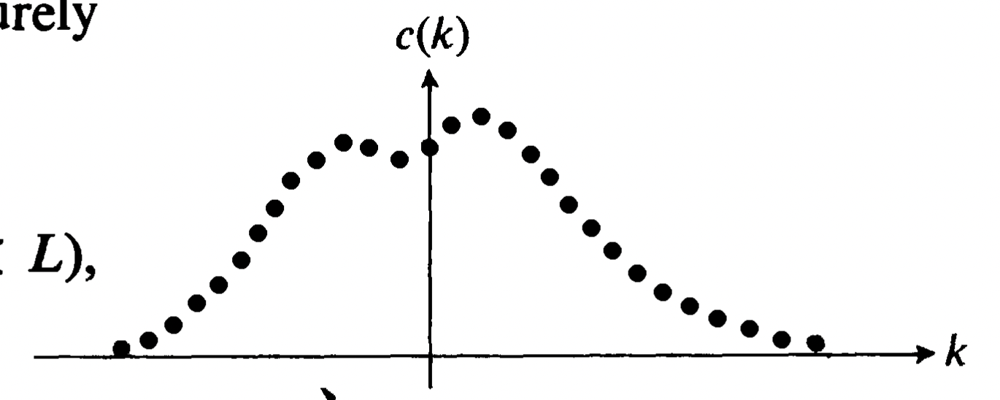 urely
c(k)
L),
k